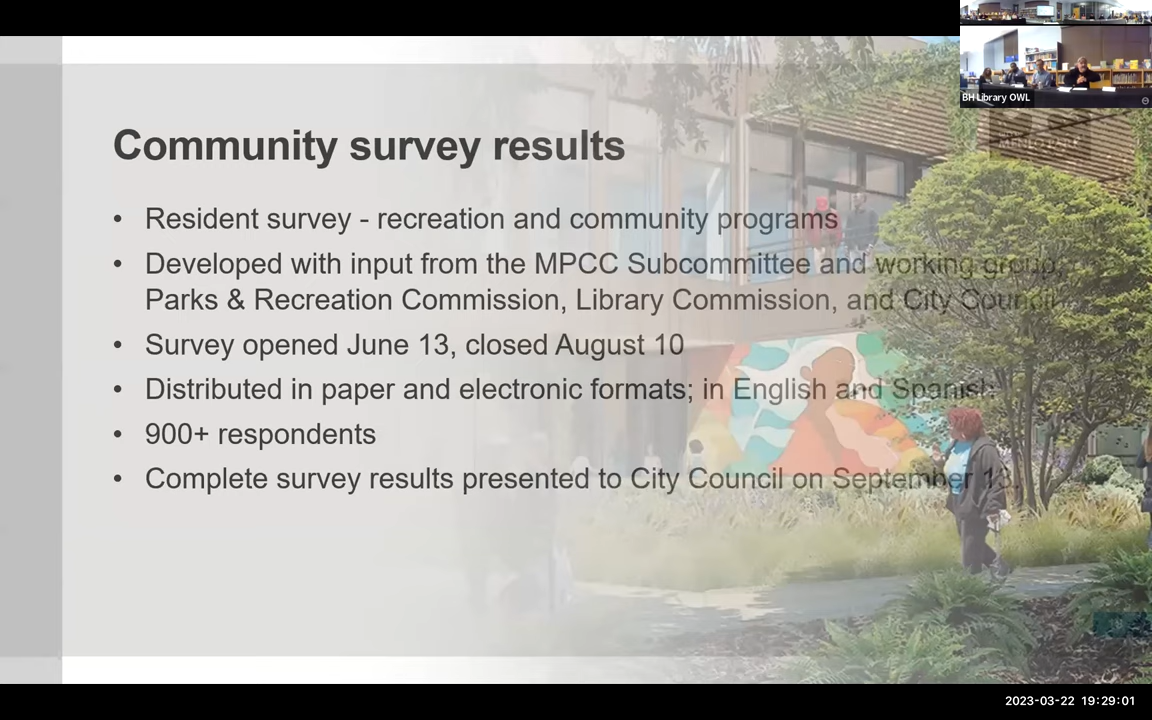 BH Library OWL
MENLO PARK
Community survey results
• Resident survey - recreation and community programs
• Developed with input from the MPCC Subcommittee and working group,
Parks & Recreation Commission, Library Commission, and City Council
• Survey opened June 13, closed August 10
• Distributed in paper and electronic formats; in English and Spanish
• 900+ respondents
• Complete survey results presented to City Council on September 13.
2023-03-22 19:29:01